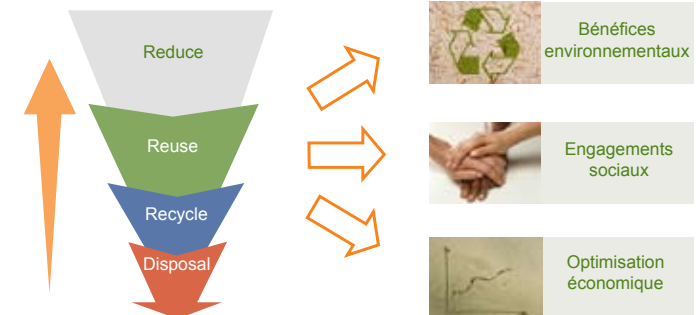 Reduce
Reuse
Recycle
Disposal
Bénéfices
environnementaux
Engagements
sociaux
Optimisation
économique